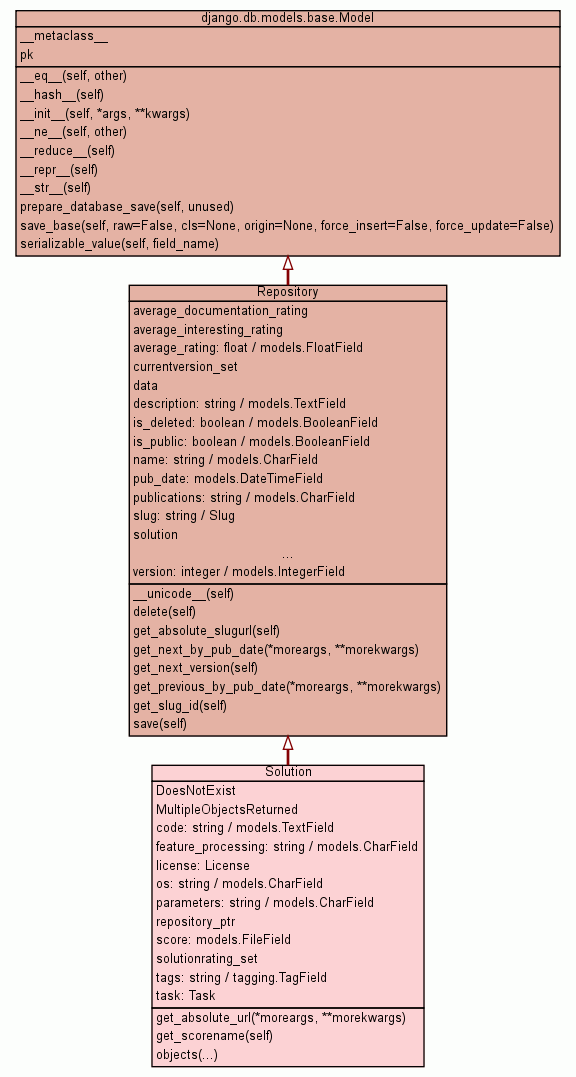 django.db.models.base.Model
__metaclass__
pk
__eq__(self, other)
__hash__(self)
__init__(self, *args, **kwargs)
__ne__(self, other)
__reduce__(self)
__repr__(self)
__str__(self)
prepare_database_save(self, unused)
save_base(self, raw=False, cls=None, origin=None, force_insert=False, force_update=False)
serializable_value(self, field_name)
Repository
average_documentation_rating
average_interesting_rating
average_rating: float / models.FloatField
currentversion_set
data
description: string / models.TextField
is_deleted: boolean / models.BooleanField
is_public: boolean / models.BooleanField
name: string / models.CharField
pub_date: models.DateTimeField
publications: string / models.CharField
slug: string / Slug
solution
...
version: integer / models.IntegerField
__unicode__(self)
delete(self)
get_absolute_slugurl(self)
get_next_by_pub_date(*moreargs, **morekwargs)
get_next_version(self)
get_previous_by_pub_date(*moreargs, **morekwargs)
get_slug_id(self)
save(self)
Solution
DoesNotExist
MultipleObjectsReturned
code: string / models.TextField
feature_processing: string / models.CharField
license: License
os: string / models.CharField
parameters: string / models.CharField
repository_ptr
score: models.FileField
solutionrating_set
tags: string / tagging.TagField
task: Task
get_absolute_url(*moreargs, **morekwargs)
get_scorename(self)
objects(...)